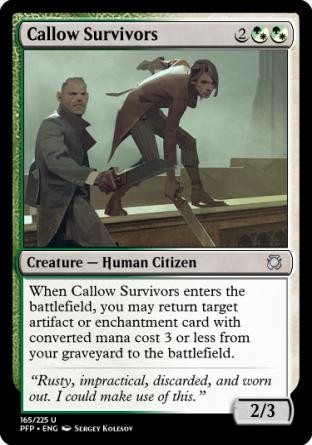 Callow Survivors 2
Creature — Human Citizen
When Callow Survivors enters the
battlefield, you may return target
artifact or enchantment card with
converted mana cost 3 or less from
your graveyard to the battlefield.
“Rusty, impractical, discarded, and worn
out. I could make use of this.”
2/3
165/225 U
PFP • ENG Sergey Kolesov